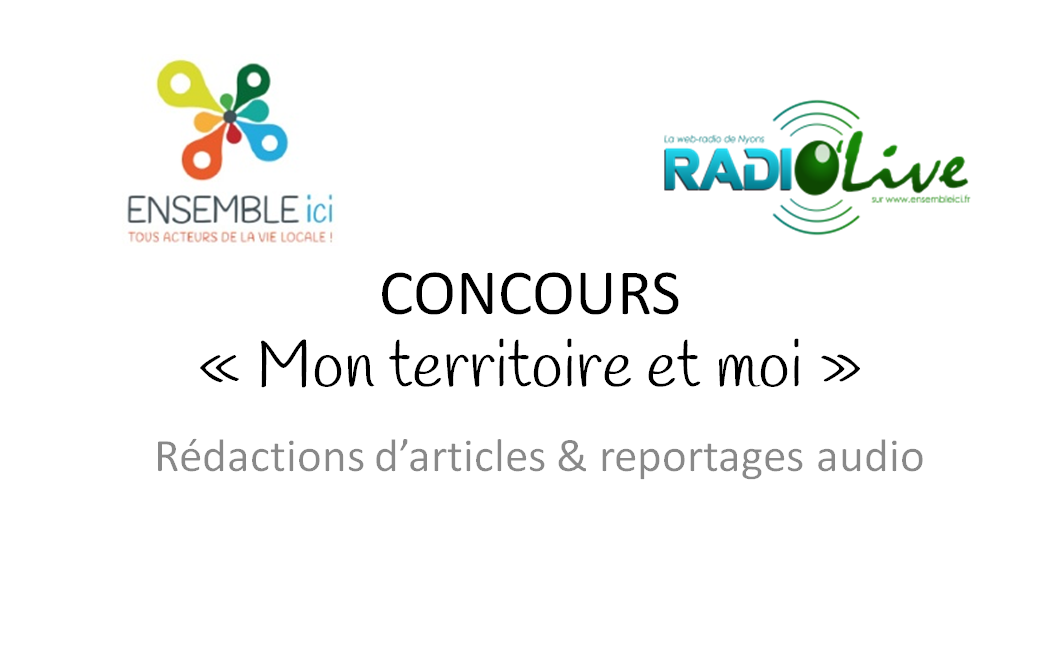 ENSEMBLE ici
TOUS ACTEURS DE LA VIE LOCALE !
La web-radio de Nyons
RADIO'Live
sur www.ensembleici.fr
CONCOURS
« Mon territoire et moi »
Rédactions d’articles & reportages audio